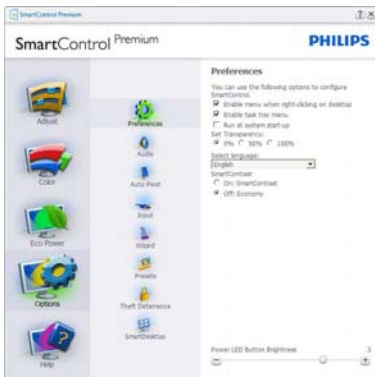 SmartControl Premium
SmartControl Premium
PHILIPS
Adjust
Color
Eco Power
Options
Help
Preferences
Audio
Auto Pivot
Input
Wizard
Presets
Theft Deterrence
SmartDesktop
Preferences
You can use the following options to configure
SmartControl.
Enable menu when right-clicking on desktop
Enable task tray menu
Run at system start-up
Set Transparency:
0% 50% 100%
Select language:
English
SmartContrast
On: SmartContrast
Off: Economy
Power LED Button Brightness 3